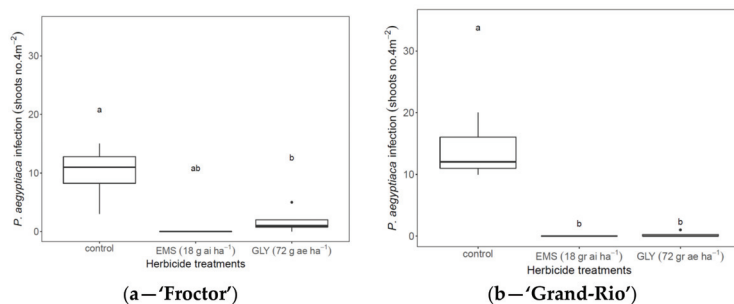 P. aegyptiaca infection (shoots no.4m⁻²)
30
20
10
0
a
ab
b
control
EMS (18 g ai ha⁻¹)
GLY (72 g ae ha⁻¹)
Herbicide treatments
(a—‘Froctor’)
P. aegyptiaca infection (shoots no.4m⁻²)
30
20
10
0
a
b
b
control
EMS (18 gr ai ha⁻¹)
GLY (72 gr ae ha⁻¹)
Herbicide treatments
(b—‘Grand-Rio’)